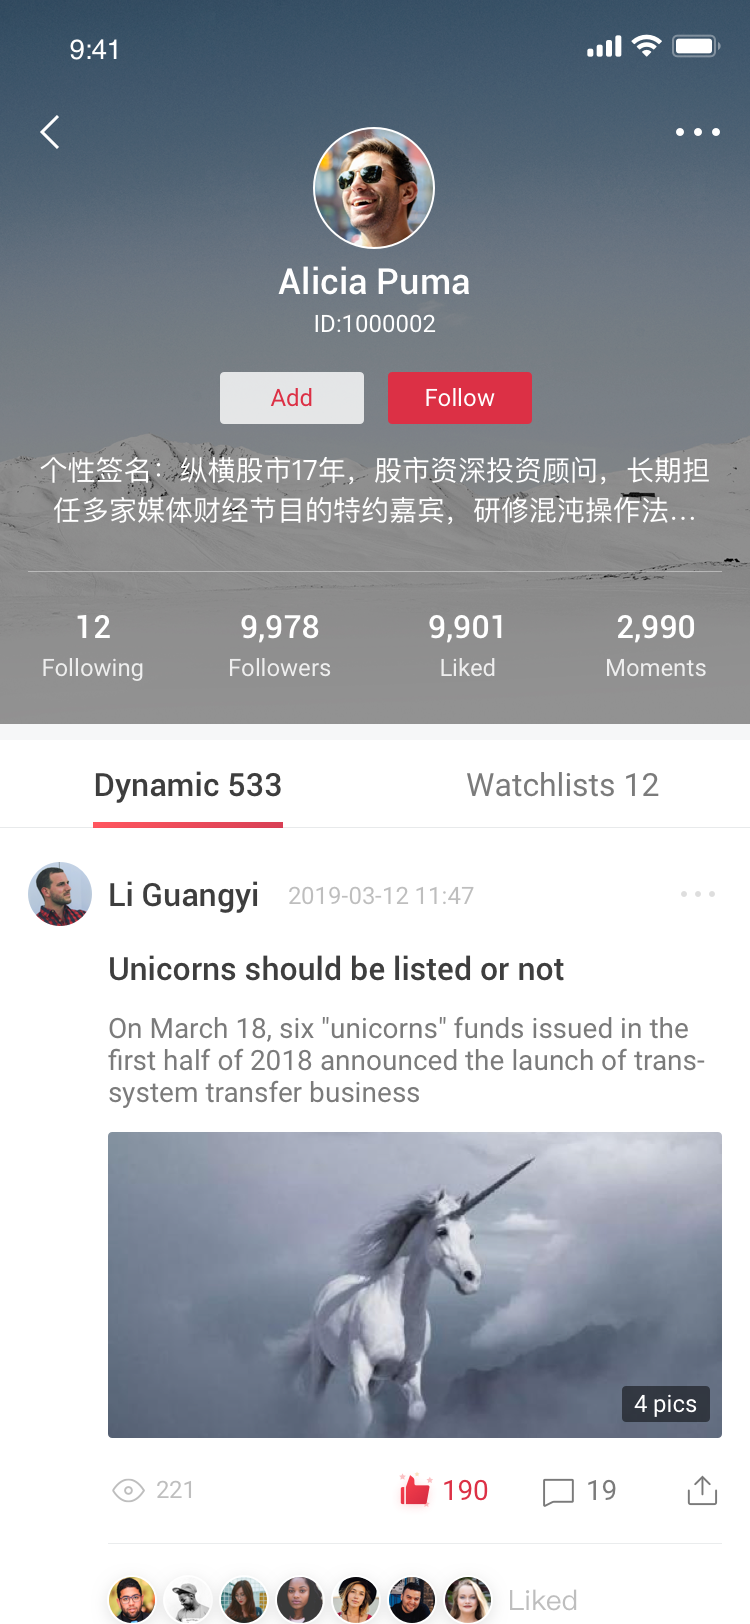 9:41
Alicia Puma
ID:1000002
Add
Follow
个性签名：纵横股市17年，股市资深投资顾问，长期担
任多家媒体财经节目的特约嘉宾，研修混沌操作法...
12
Following
9,978
Followers
9,901
Liked
2,990
Moments
Dynamic 533
Watchlists 12
Li Guangyi
2019-03-12 11:47
Unicorns should be listed or not
On March 18, six "unicorns" funds issued in the
first half of 2018 announced the launch of trans-
system transfer business
4 pics
221
190
19
Liked